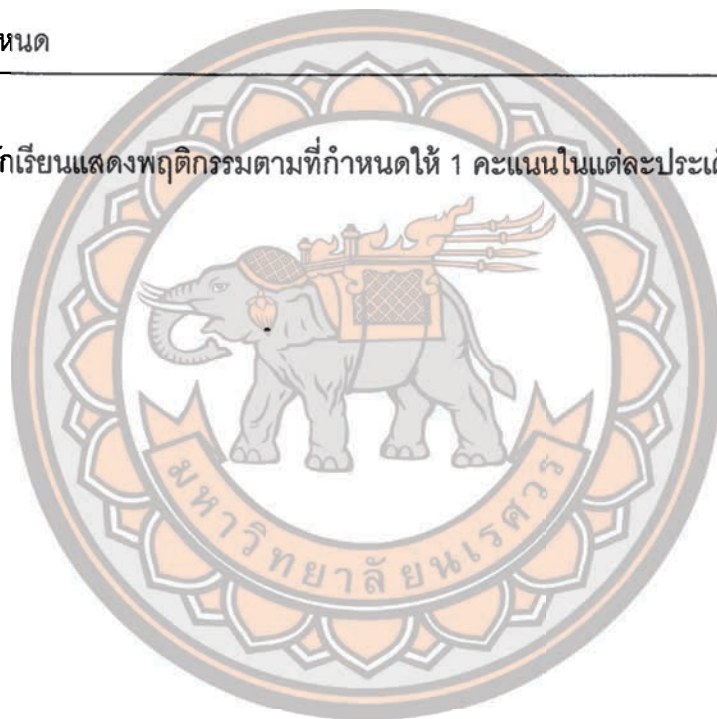 หนด
ักเรียนแสดงพฤติกรรมตามที่กำหนดให้ 1 คะแนนในแต่ละประเด
มหาวิทยาลัยนเรศวร